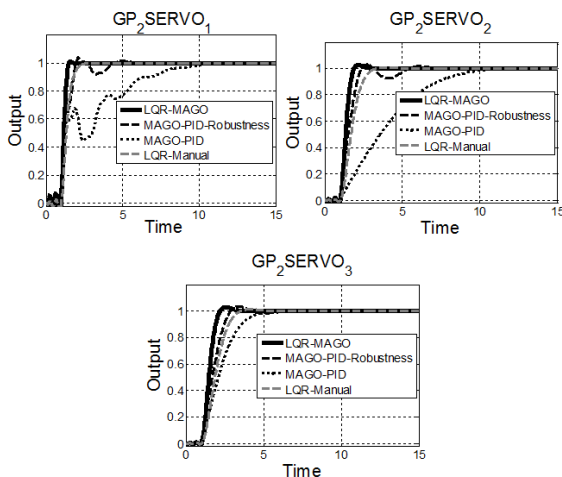 GP₂SERVO₁
Output
1
0.8
0.6
0.4
0.2
0
LQR-MAGO
MAGO-PID-Robustness
MAGO-PID
LQR-Manual
0 5 10 15
Time
GP₂SERVO₂
Output
1
0.8
0.6
0.4
0.2
0
LQR-MAGO
MAGO-PID-Robustness
MAGO-PID
LQR-Manual
0 5 10 15
Time
GP₂SERVO₃
Output
1
0.8
0.6
0.4
0.2
0
LQR-MAGO
MAGO-PID-Robustness
MAGO-PID
LQR-Manual
0 5 10 15
Time